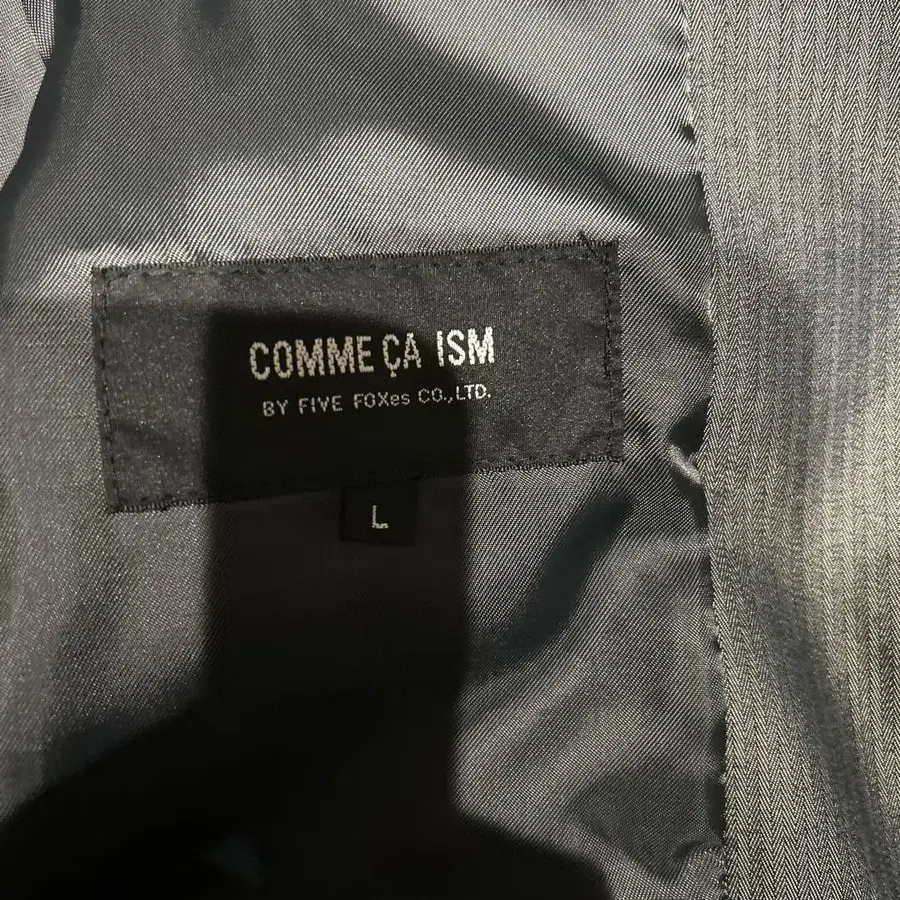 COMME ÇA ISM
BY FIVE FOXes CO.,LTD.
L